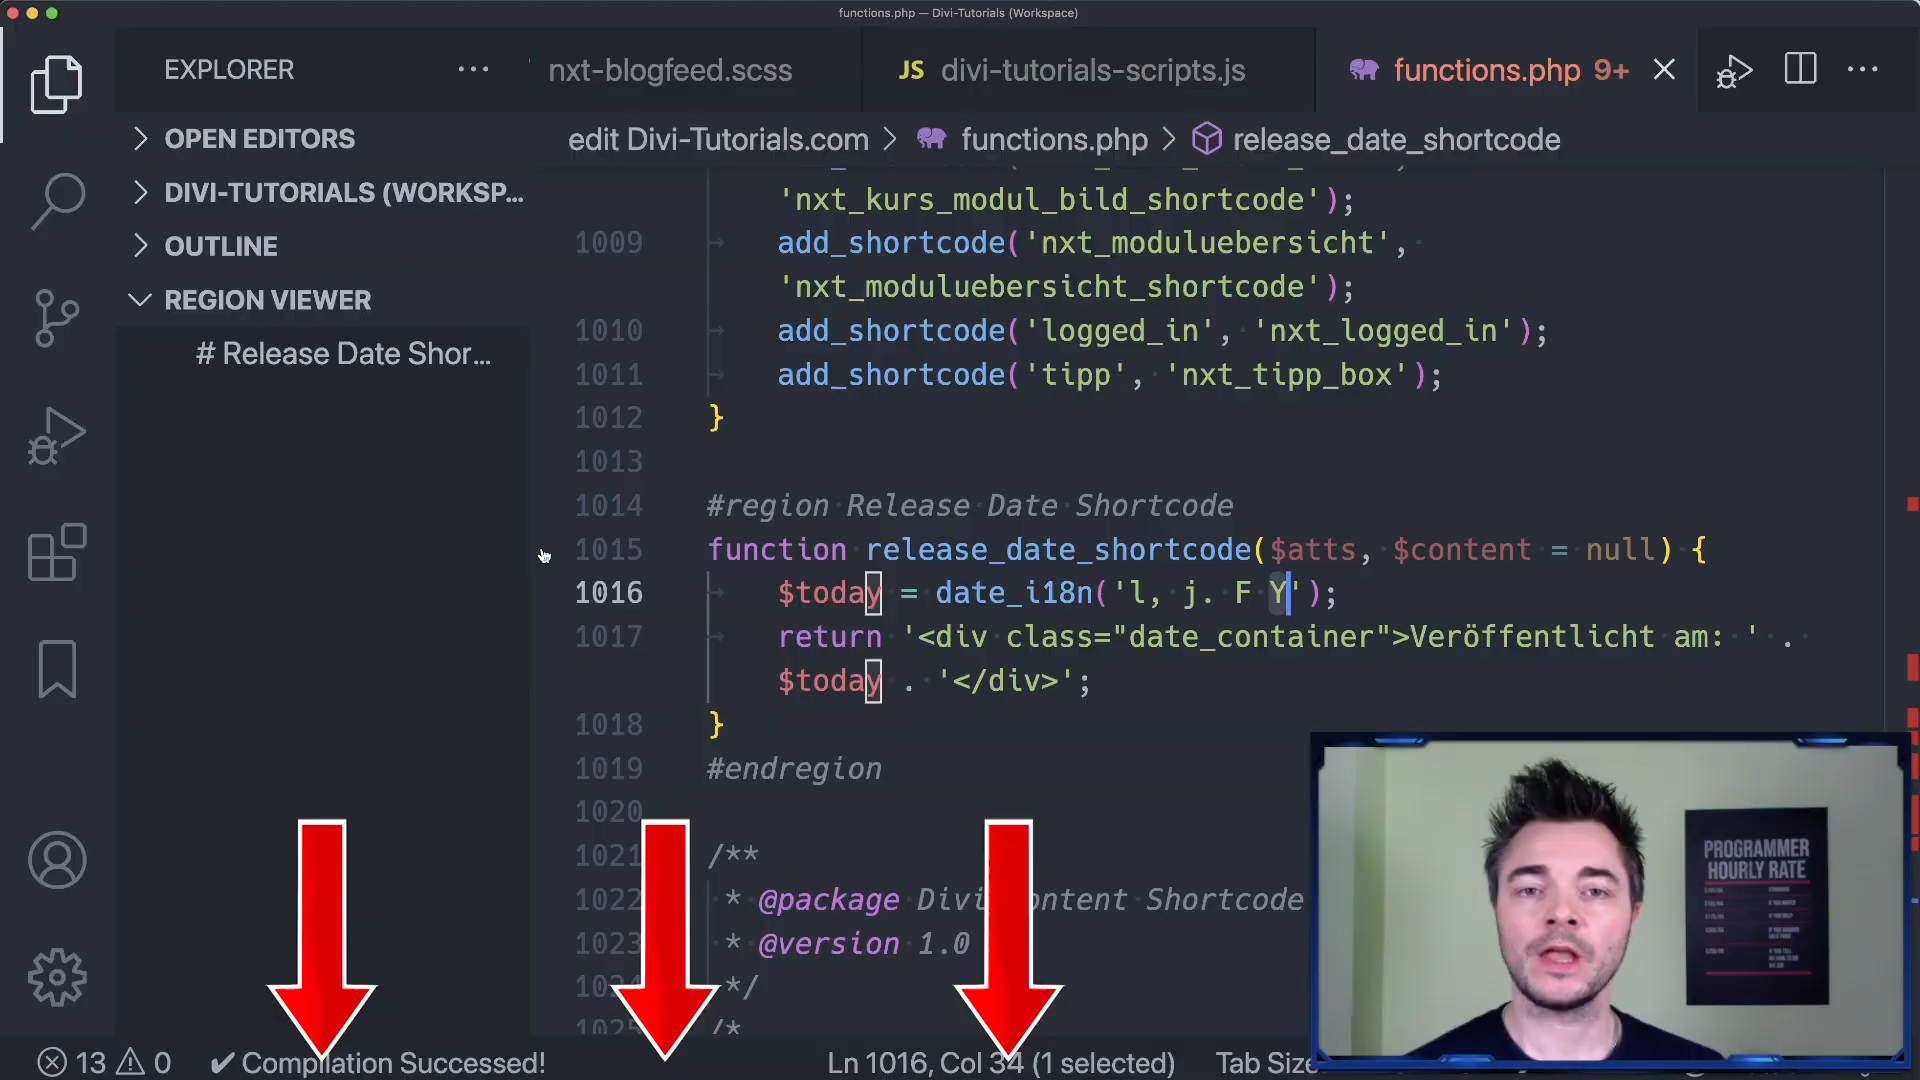 functions.php — Divi-Tutorials (Workspace)
EXPLORER
nxt-blogfeed.scss
JS divi-tutorials-scripts.js
functions.php 9+
OPEN EDITORS
DIVI-TUTORIALS (WORKSP...
OUTLINE
REGION VIEWER
# Release Date Shor...
edit Divi-Tutorials.com > functions.php > release_date_shortcode
'nxt_kurs_modul_bild_shortcode');
1009 add_shortcode('nxt_moduluebersicht',
'nxt_moduluebersicht_shortcode');
1010 add_shortcode('logged_in', 'nxt_logged_in');
1011 add_shortcode('tipp', 'nxt_tipp_box');
1012 }
1013
1014 #region Release Date Shortcode
1015 function release_date_shortcode($atts, $content = null) {
1016 $today = date_i18n('l, j. F Y');
1017 return '<div class="date_container">Veröffentlicht am: ' .
$today . '</div>';
1018 }
1019 #endregion
1020
1021 /**
1022 * @package Divi Content Shortcode
1023 * @version 1.0
*/
1025 /*
PROGRAMMER
HOURLY RATE
13 0 ✔ Compilation Successed! Ln 1016, Col 34 (1 selected) Tab Size